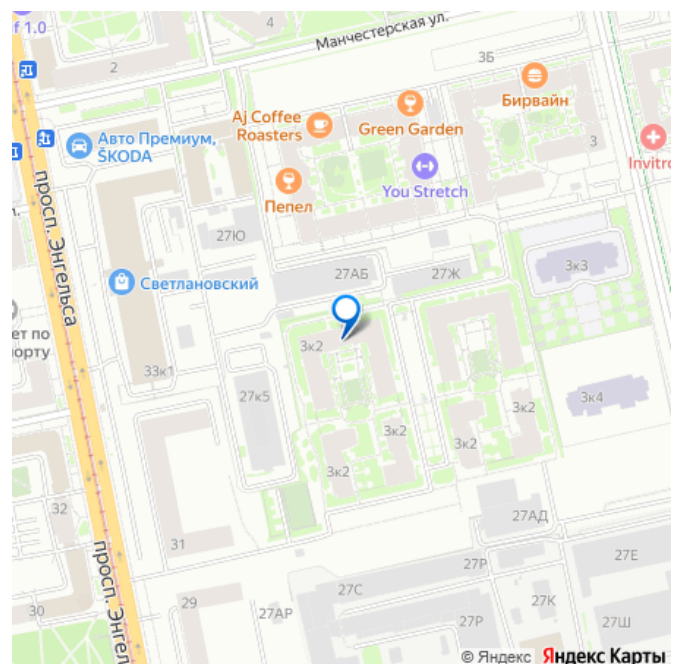 f 1.0
4
Манчестерская ул.
2
3Б
Бирвайн
Aj Coffee
Roasters
Green Garden
Авто Премиум,
ŠKODA
3
Invitro
You Stretch
Пепел
просп. Энгельса
27Ю
27АБ
27Ж
3к3
Светлановский
ет по
орту
3к2
33к1
27к5
3к4
3к2
3к2
3к2
3к2
32
27АД
31
просп. Энгел
27Р
27Е
27С
29
27АР
27К
30
27Р
27Ш
© Яндекс Яндекс Карты